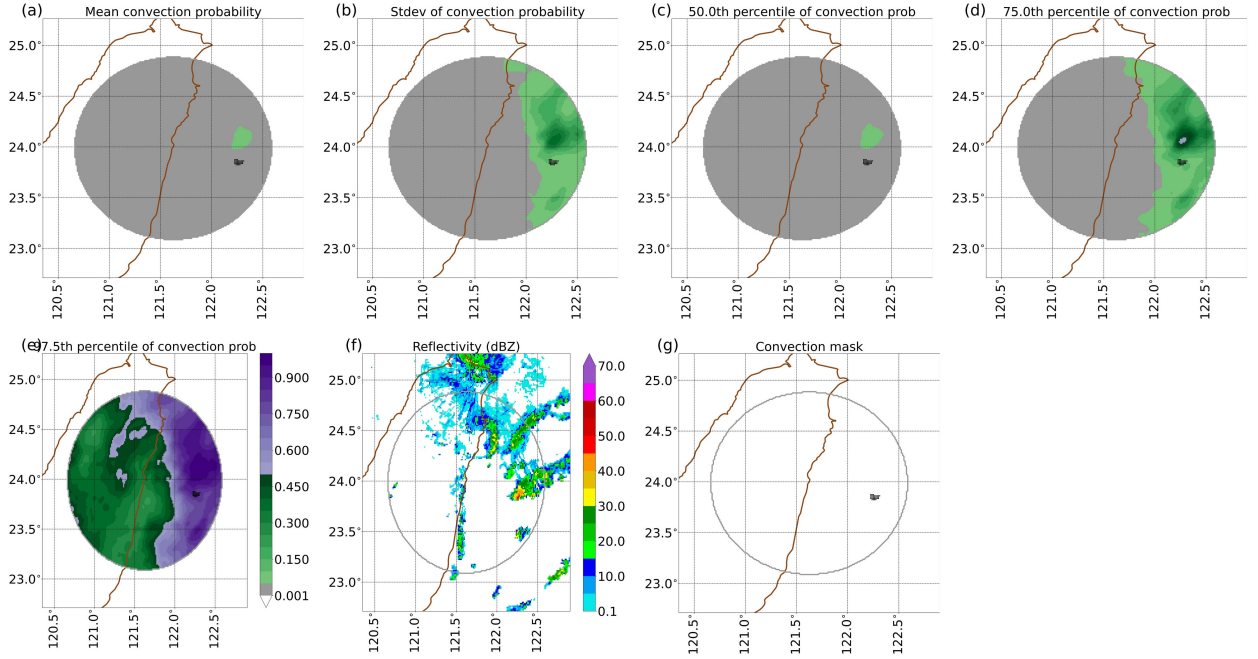 (a) Mean convection probability
(b) Stdev of convection probability
(c) 50.0th percentile of convection prob
(d) 75.0th percentile of convection prob
25.0° 25.0° 25.0° 25.0°
24.5° 24.5° 24.5° 24.5°
24.0° 24.0° 24.0° 24.0°
23.5° 23.5° 23.5° 23.5°
23.0° 23.0° 23.0° 23.0°
120.5° 121.0° 121.5° 122.0° 122.5°
120.5° 121.0° 121.5° 122.0° 122.5°
120.5° 121.0° 121.5° 122.0° 122.5°
120.5° 121.0° 121.5° 122.0° 122.5°
(e) 97.5th percentile of convection prob
(f) Reflectivity (dBZ)
(g) Convection mask
25.0°
24.5°
24.0°
23.5°
23.0°
120.5° 121.0° 121.5° 122.0° 122.5°
0.900
0.750
0.600
0.450
0.300
0.150
0.001
25.0°
24.5°
24.0°
23.5°
23.0°
120.5° 121.0° 121.5° 122.0° 122.5°
70.0
60.0
50.0
40.0
30.0
20.0
10.0
0.1
25.0°
24.5°
24.0°
23.5°
23.0°
120.5° 121.0° 121.5° 122.0° 122.5°